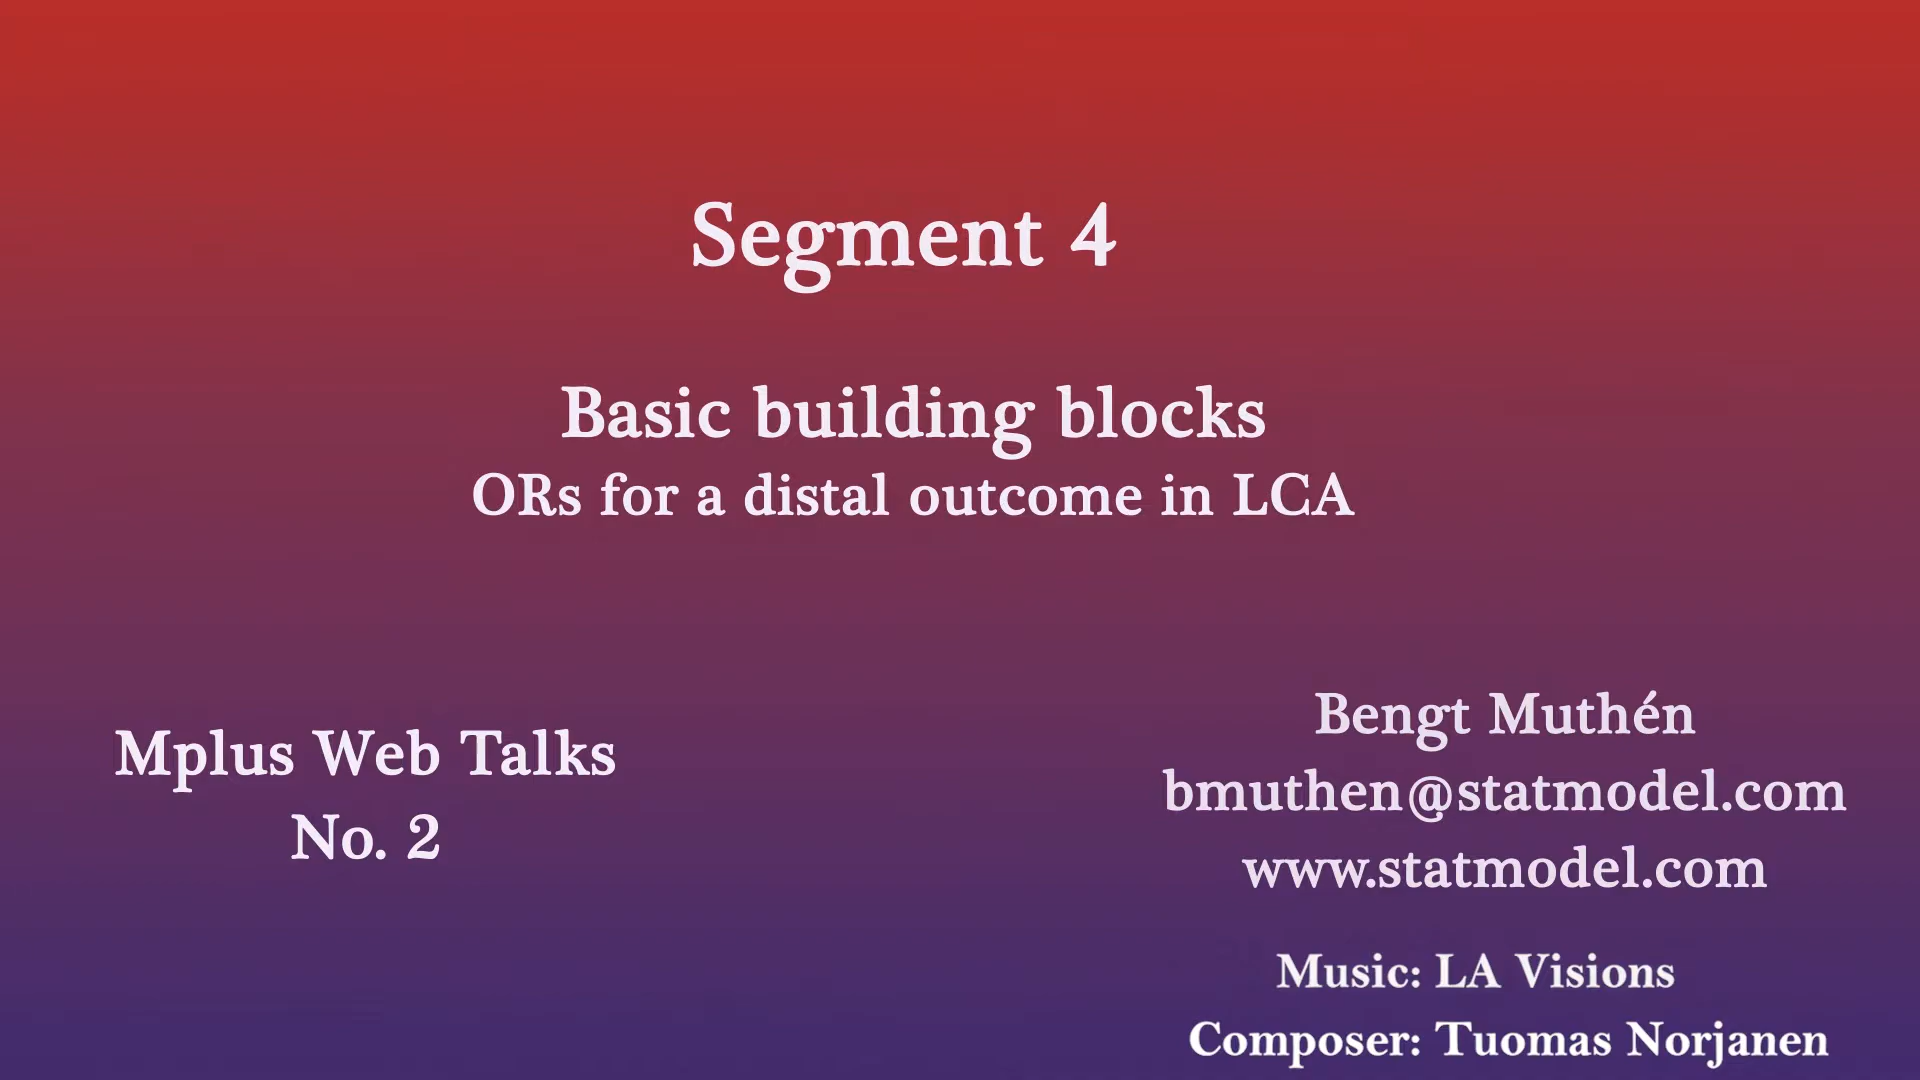 Segment 4
Basic building blocks
ORs for a distal outcome in LCA
Mplus Web Talks
No. 2
Bengt Muthén
bmuthen@statmodel.com
www.statmodel.com
Music: LA Visions
Composer: Tuomas Norjanen